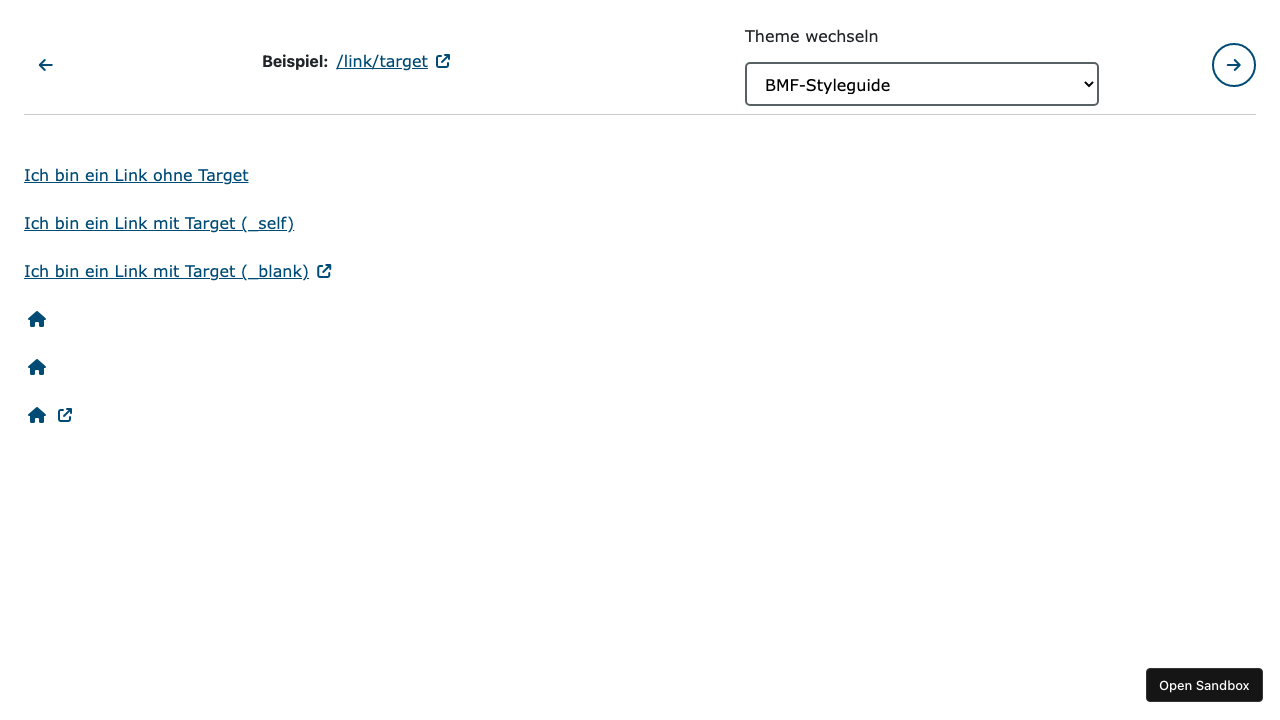 Theme wechseln
Beispiel: /link/target
BMF-Styleguide
Ich bin ein Link ohne Target
Ich bin ein Link mit Target (_self)
Ich bin ein Link mit Target (_blank)
Open Sandbox